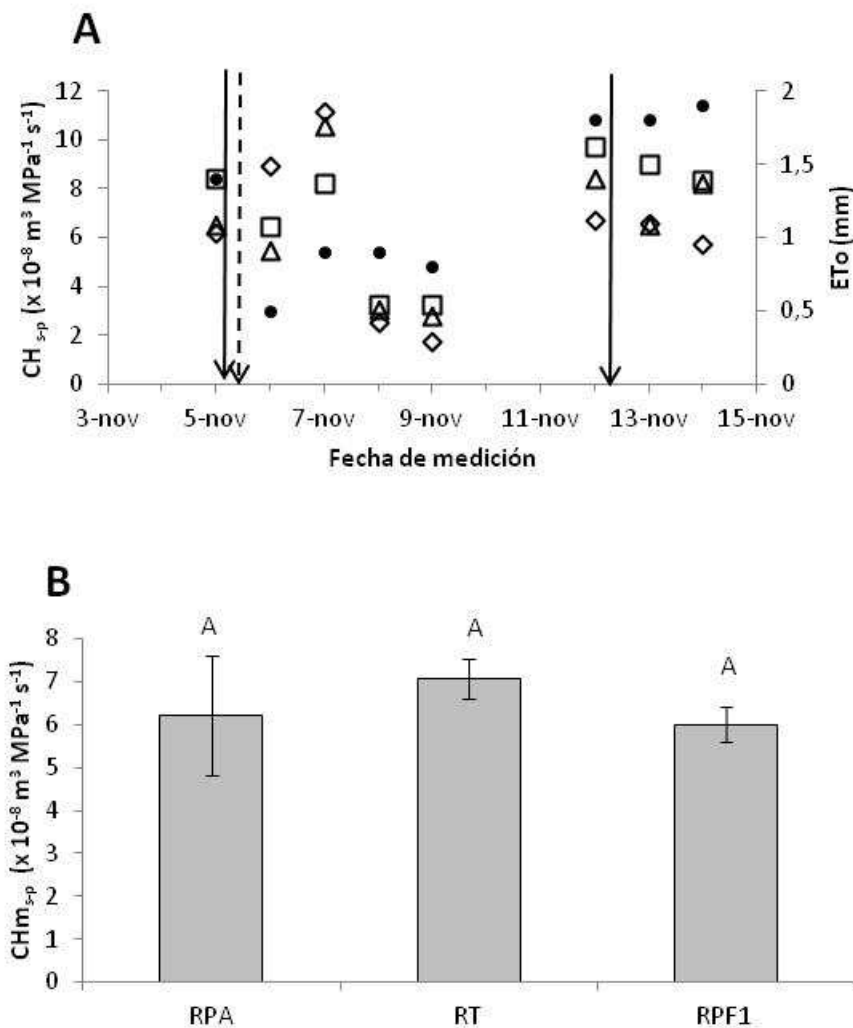 A
CH s-p (x 10⁻⁸ m³ MPa⁻¹ s⁻¹)
12
10
8
6
4
2
0
2
1,5
1
0,5
0
ETo (mm)
3-nov 5-nov 7-nov 9-nov 11-nov 13-nov 15-nov
Fecha de medición
B
CHm s-p (x 10⁻⁸ m³ MPa⁻¹ s⁻¹)
8
7
6
5
4
3
2
1
0
A A A
RPA RT RPF1